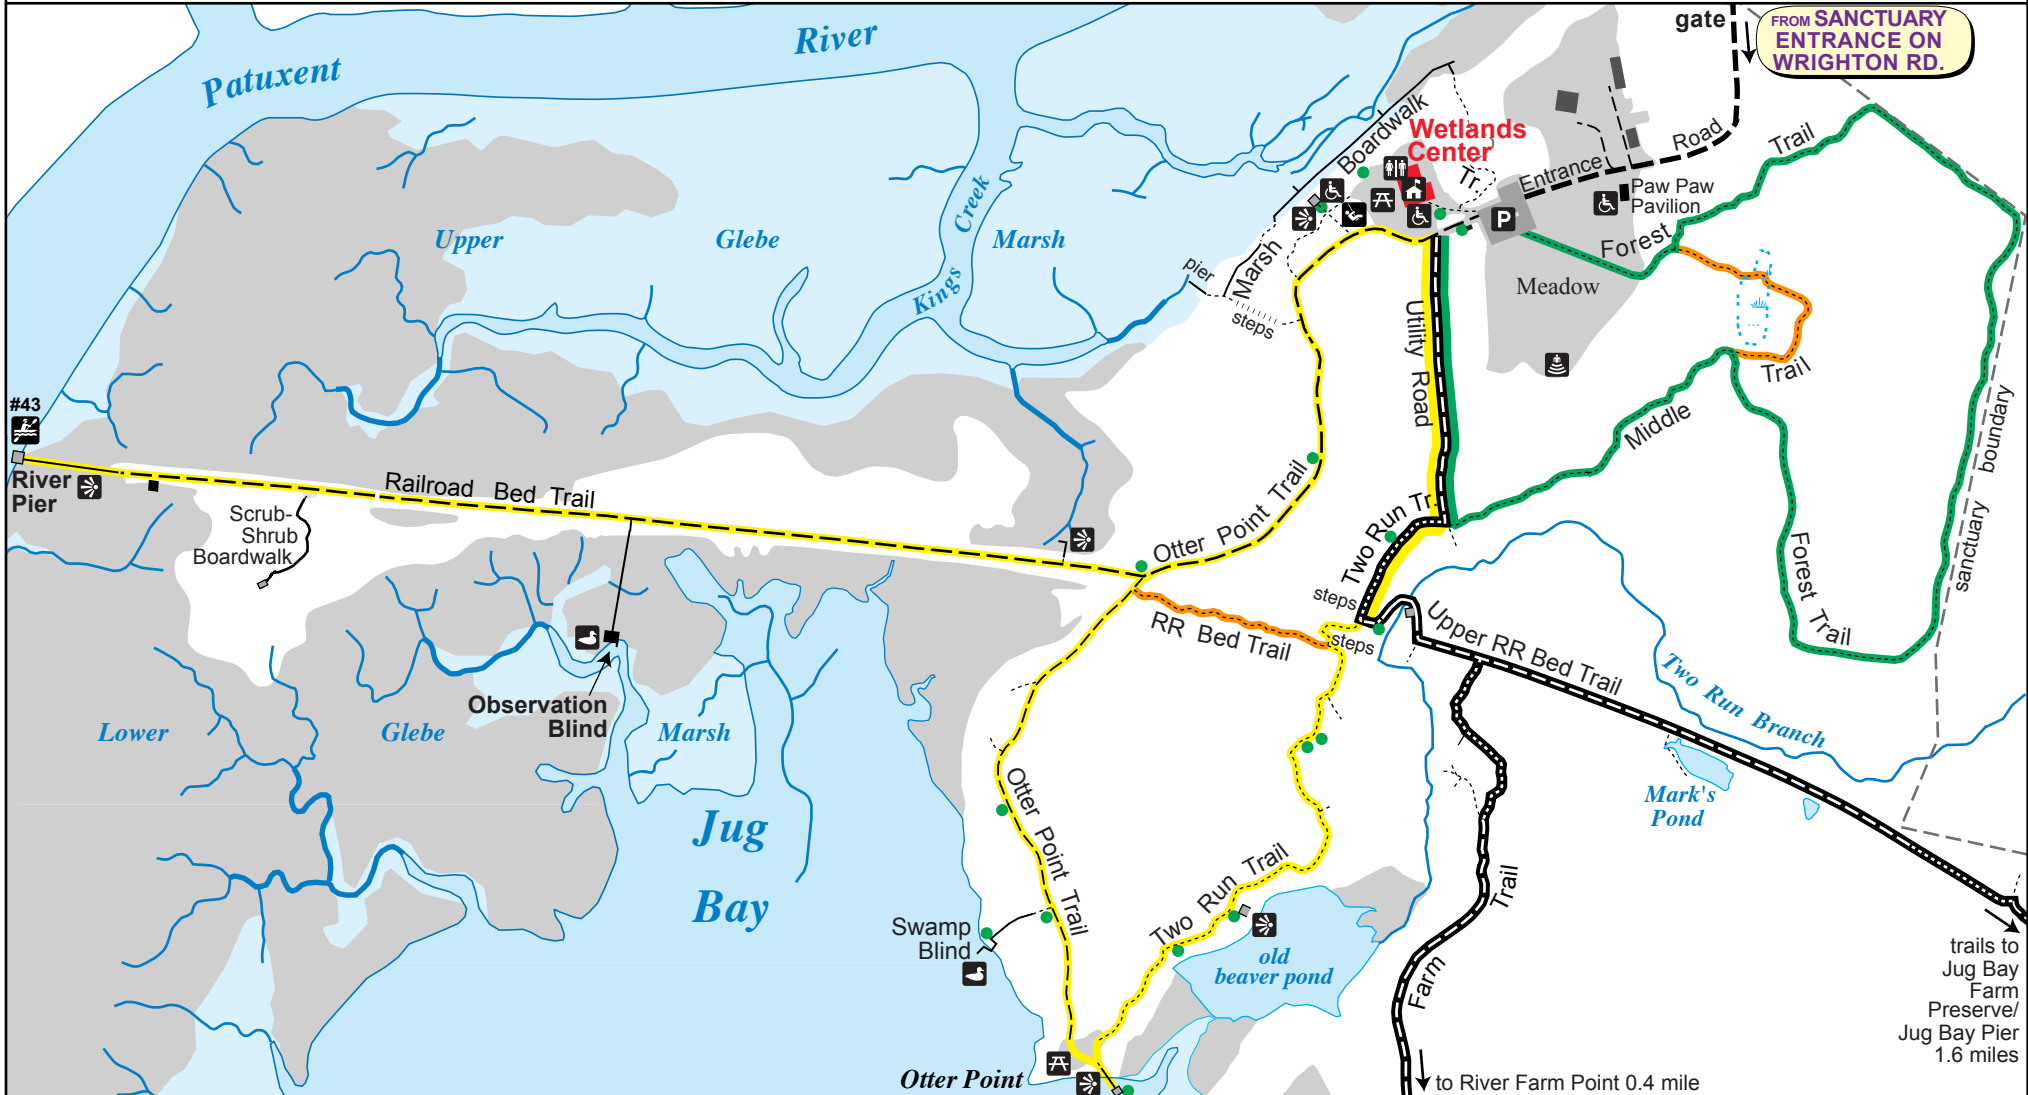 Patuxent
River
gate
FROM SANCTUARY
ENTRANCE ON
WRIGHTON RD.
Boardwalk
Wetlands
Center
Tr.
Entrance
Road
Trail
P
Paw Paw
Pavilion
Upper
Glebe
Creek
Kings
Marsh
pier
Marsh
steps
Forest
Meadow
Trail
Utility Road
Middle
sanctuary boundary
#43
River
Pier
Railroad Bed Trail
Scrub-
Shrub
Boardwalk
Otter Point Trail
Two Run Tr.
steps
RR Bed Trail
steps
Upper RR Bed Trail
Forest Trail
Two Run Branch
Observation
Blind
Lower
Glebe
Marsh
Mark's
Pond
Jug
Bay
Otter Point Trail
Two Run Trail
Swamp
Blind
old
beaver pond
Farm
Trail
trails to
Jug Bay
Farm
Preserve/
Jug Bay Pier
1.6 miles
Otter Point
to River Farm Point 0.4 mile